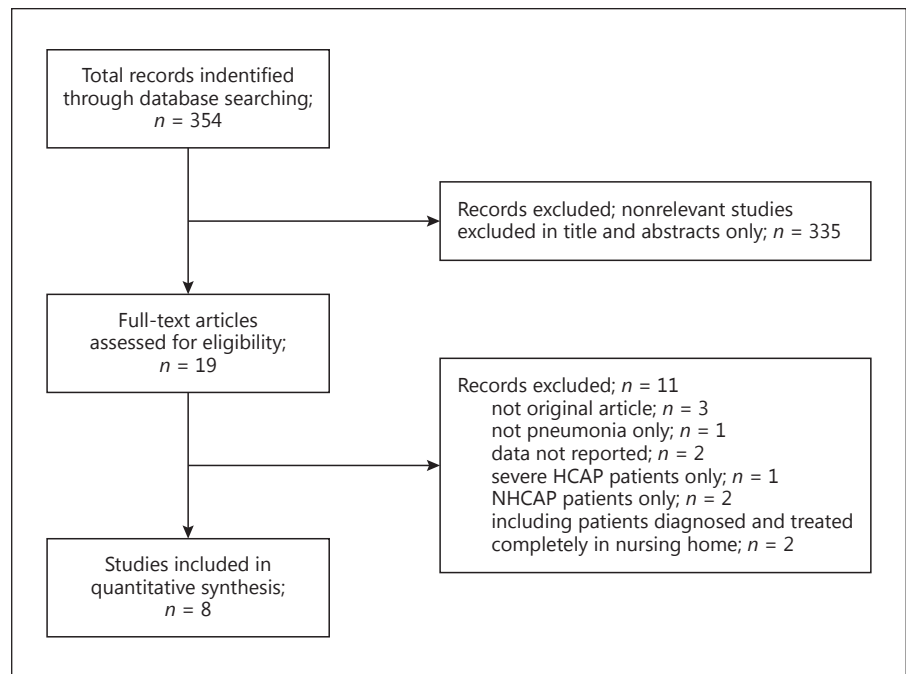 Total records indentified
through database searching;
n = 354
Records excluded; nonrelevant studies
excluded in title and abstracts only; n = 335
Full-text articles
assessed for eligibility;
n = 19
Records excluded; n = 11
not original article; n = 3
not pneumonia only; n = 1
data not reported; n = 2
severe HCAP patients only; n = 1
NHCAP patients only; n = 2
including patients diagnosed and treated
completely in nursing home; n = 2
Studies included in
quantitative synthesis;
n = 8